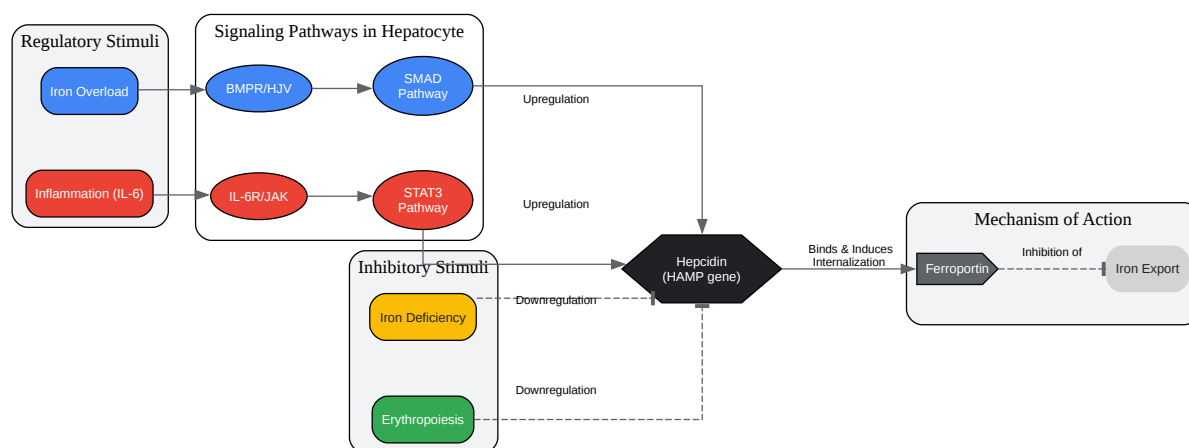 Regulatory Stimuli
Iron Overload
Inflammation (IL-6)
Signaling Pathways in Hepatocyte
BMPR/HJV
SMAD
Pathway
IL-6R/JAK
STAT3
Pathway
Upregulation
Upregulation
Inhibitory Stimuli
Iron Deficiency
Erythropoiesis
Downregulation
Downregulation
Hepcidin
(HAMP gene)
Binds & Induces
Internalization
Mechanism of Action
Ferroportin
Inhibition of
Iron Export